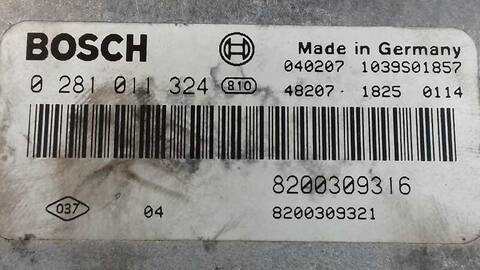 BOSCH
Made in Germany
040207 1039S01857
0 281 011 324 810
48207 1825 0114
8200309316
037 04 8200309321